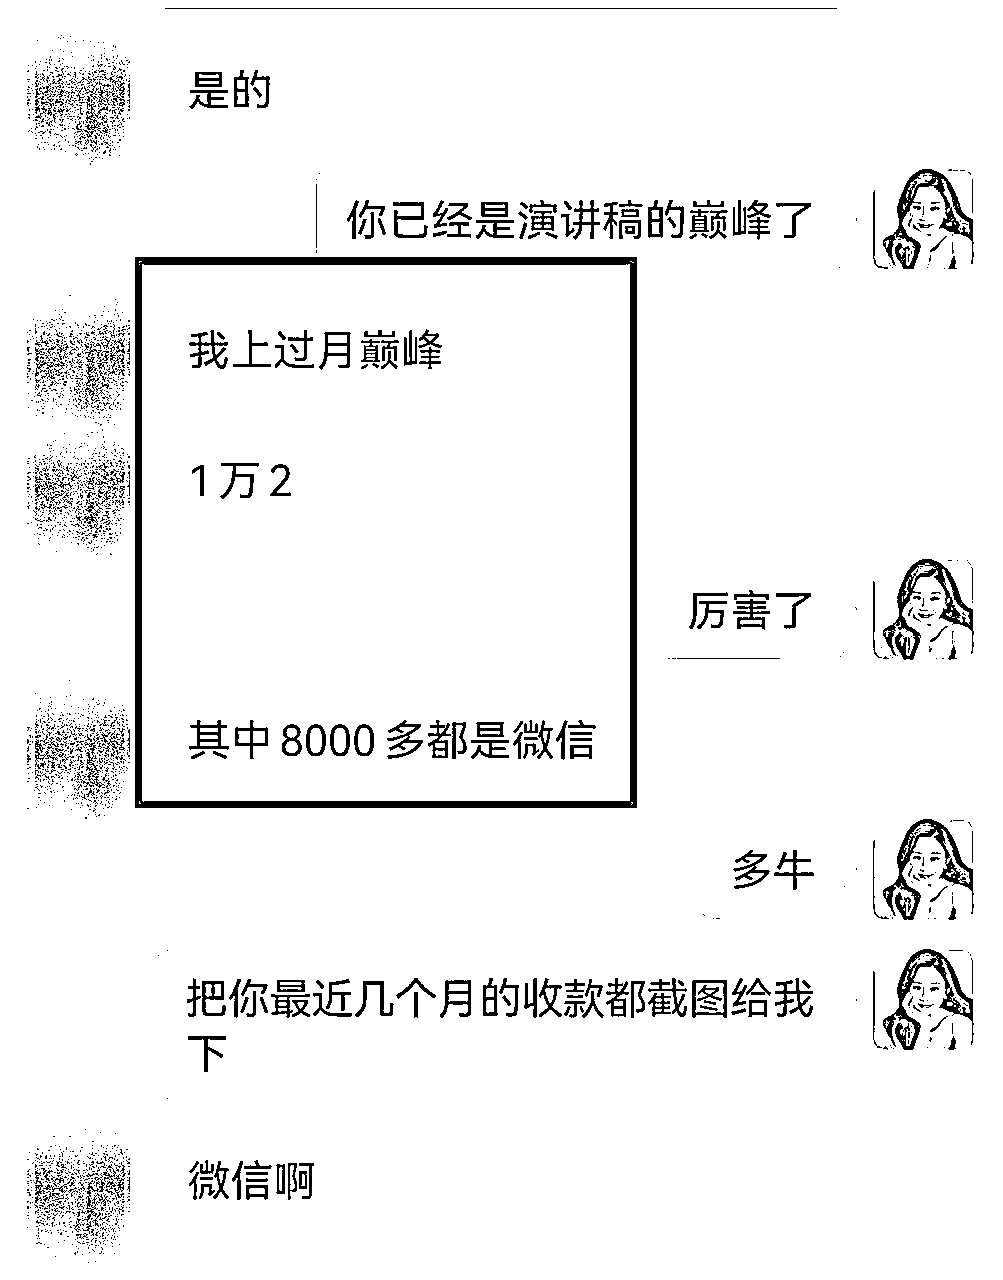 是的
你已经是演讲稿的巅峰了
我上过月巅峰
1万2
厉害了
其中8000多都是微信
多牛
把你最近几个月的收款都截图给我
下
微信啊